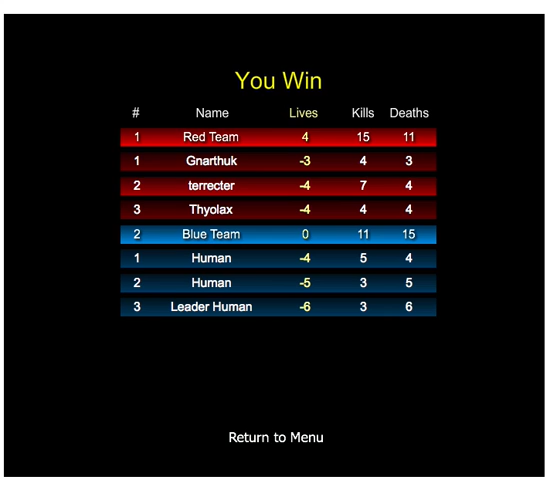 You Win
# Name Lives Kills Deaths
1 Red Team 4 15 11
1 Gnarthuk -3 4 3
2 terrecter -4 7 4
3 Thyolax -4 4 4
2 Blue Team 0 11 15
1 Human -4 5 4
2 Human -5 3 5
3 Leader Human -6 3 6
Return to Menu